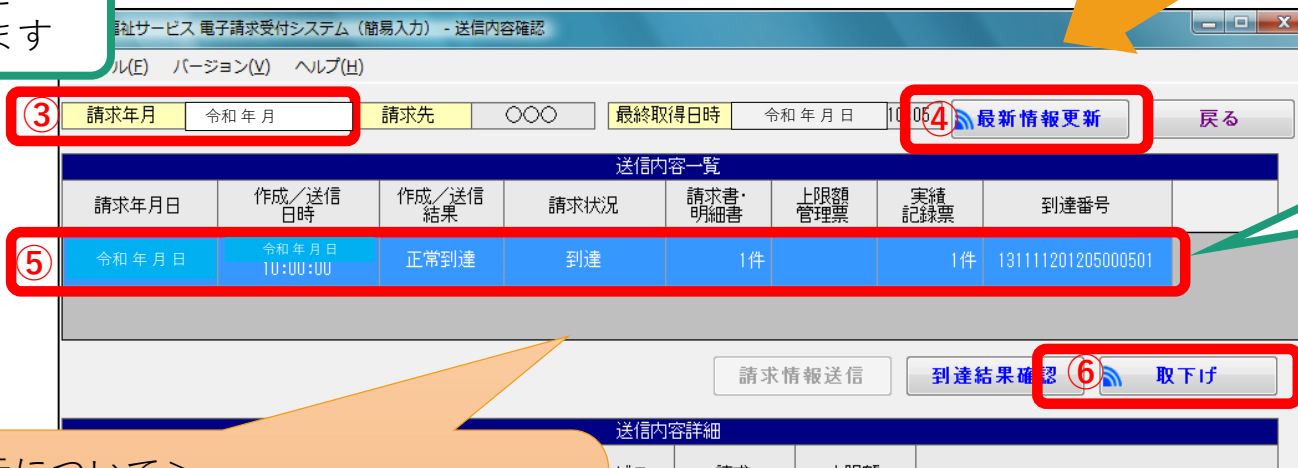 ます
福祉サービス 電子請求受付システム（簡易入力） - 送信内容確認
ル(F) バージョン(V) ヘルプ(H)
③ 請求年月 令和 年 月 請求先 ○○○ 最終取得日時 令和 年 月 日 10:05 ④ 最新情報更新 戻る
送信内容一覧
請求年月日 作成／送信日時 作成／送信結果 請求状況 請求書・明細書 上限額管理票 実績記録票 到達番号
⑤ 令和 年 月 日 令和 年 月 日 10:00:00 正常到達 到達 1件 1件 131111201205000501
請求情報送信 到達結果確認 ⑥ 取下げ
送信内容詳細
について